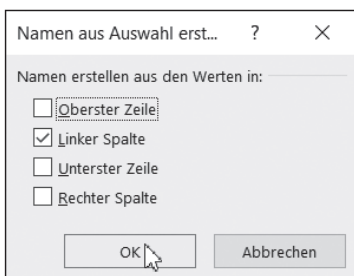 Namen aus Auswahl erst... ? ×
Namen erstellen aus den Werten in:
Oberster Zeile
Linker Spalte
Unterster Zeile
Rechter Spalte
OK Abbrechen